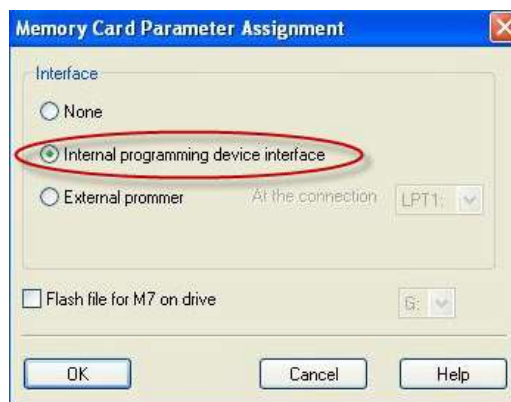 Memory Card Parameter Assignment
Interface
None
Internal programming device interface
External prommer At the connection LPT1:
Flash file for M7 on drive G:
OK Cancel Help